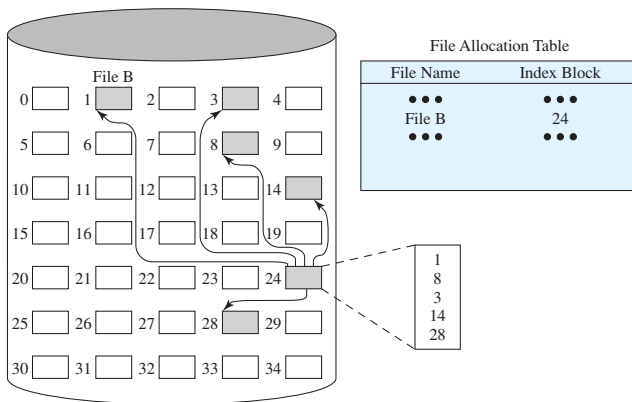 File Allocation Table
File Name Index Block
••• •••
File B 24
••• •••
File B
0 1 2 3 4
5 6 7 8 9
10 11 12 13 14
15 16 17 18 19
20 21 22 23 24
25 26 27 28 29
30 31 32 33 34
1
8
3
14
28